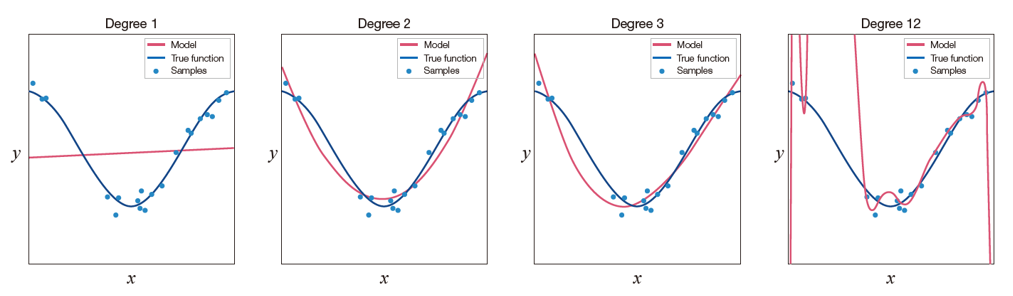 Degree 1
Model
True function
Samples
y
x
Degree 2
Model
True function
Samples
y
x
Degree 3
Model
True function
Samples
y
x
Degree 12
Model
True function
Samples
y
x